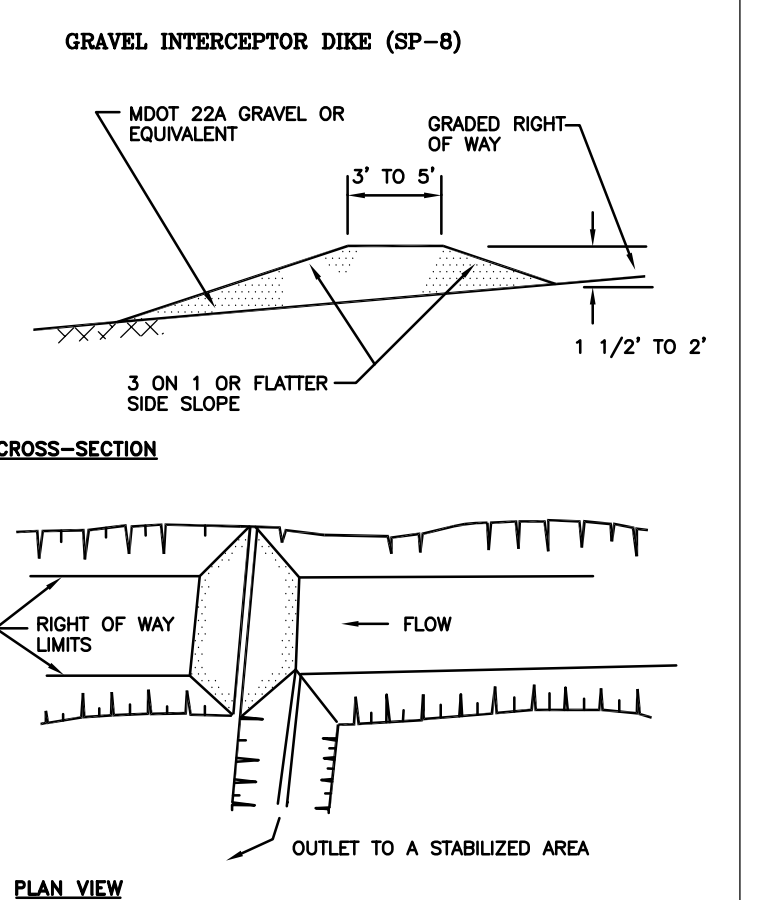 GRAVEL INTERCEPTOR DIKE (SP-8)
MDOT 22A GRAVEL OR
EQUIVALENT
GRADED RIGHT
OF WAY
3' TO 5'
1 1/2' TO 2'
3 ON 1 OR FLATTER
SIDE SLOPE
CROSS-SECTION
RIGHT OF WAY
LIMITS
FLOW
OUTLET TO A STABILIZED AREA
PLAN VIEW